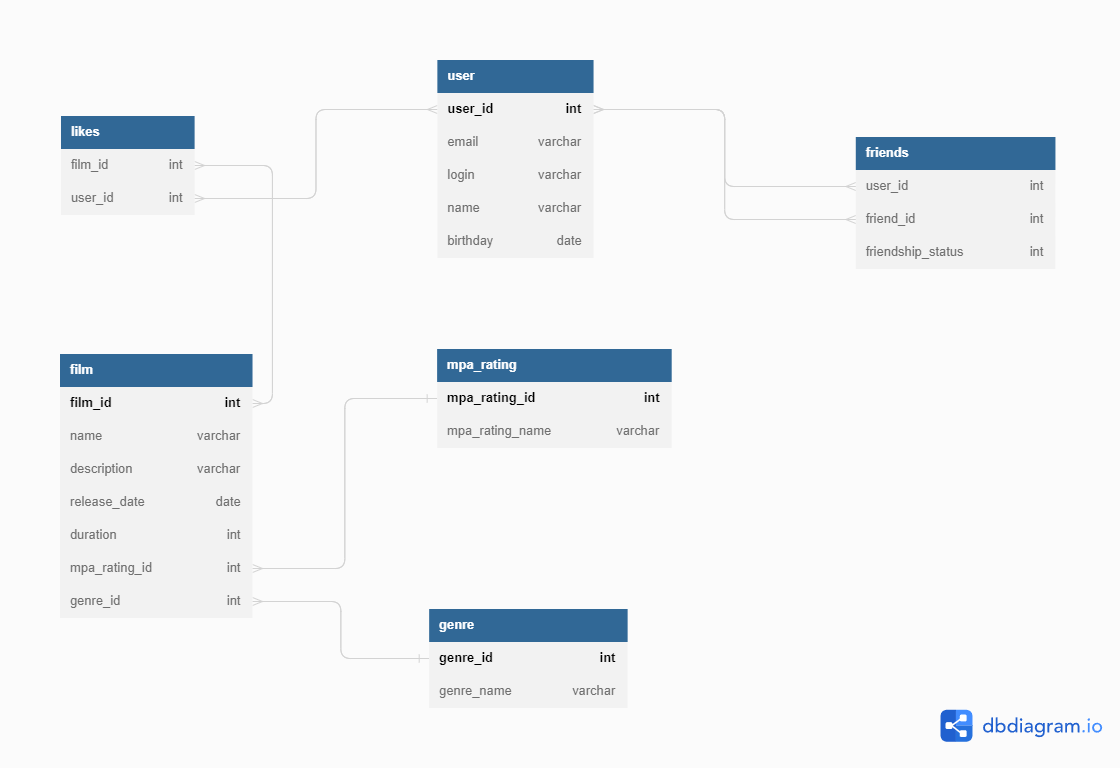 likes
film_id int
user_id int
user
user_id int
email varchar
login varchar
name varchar
birthday date
friends
user_id int
friend_id int
friendship_status int
film
film_id int
name varchar
description varchar
release_date date
duration int
mpa_rating_id int
genre_id int
mpa_rating
mpa_rating_id int
mpa_rating_name varchar
genre
genre_id int
genre_name varchar
dbdiagram.io